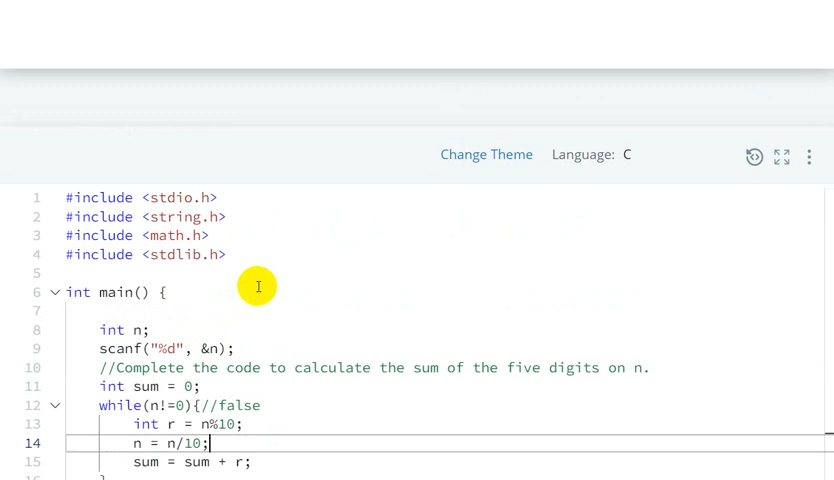 Change Theme Language: C
1 #include <stdio.h>
2 #include <string.h>
3 #include <math.h>
4 #include <stdlib.h>
5
6 int main() {
7
8 int n;
9 scanf("%d", &n);
10 //Complete the code to calculate the sum of the five digits on n.
11 int sum = 0;
12 while(n!=0){//false
13 int r = n%10;
14 n = n/10;
15 sum = sum + r;
16 }